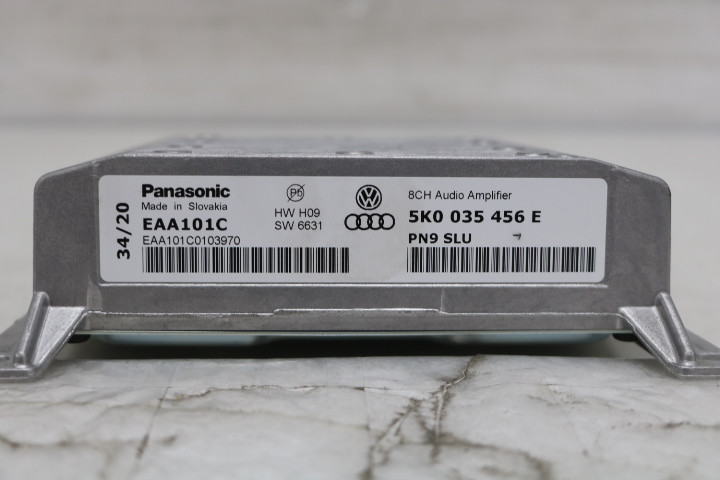 34/20
Panasonic
Made in Slovakia
EAA101C
EAA101C0103970
Pb
HW H09
SW 6631
8CH Audio Amplifier
5K0 035 456 E
PN9 SLU